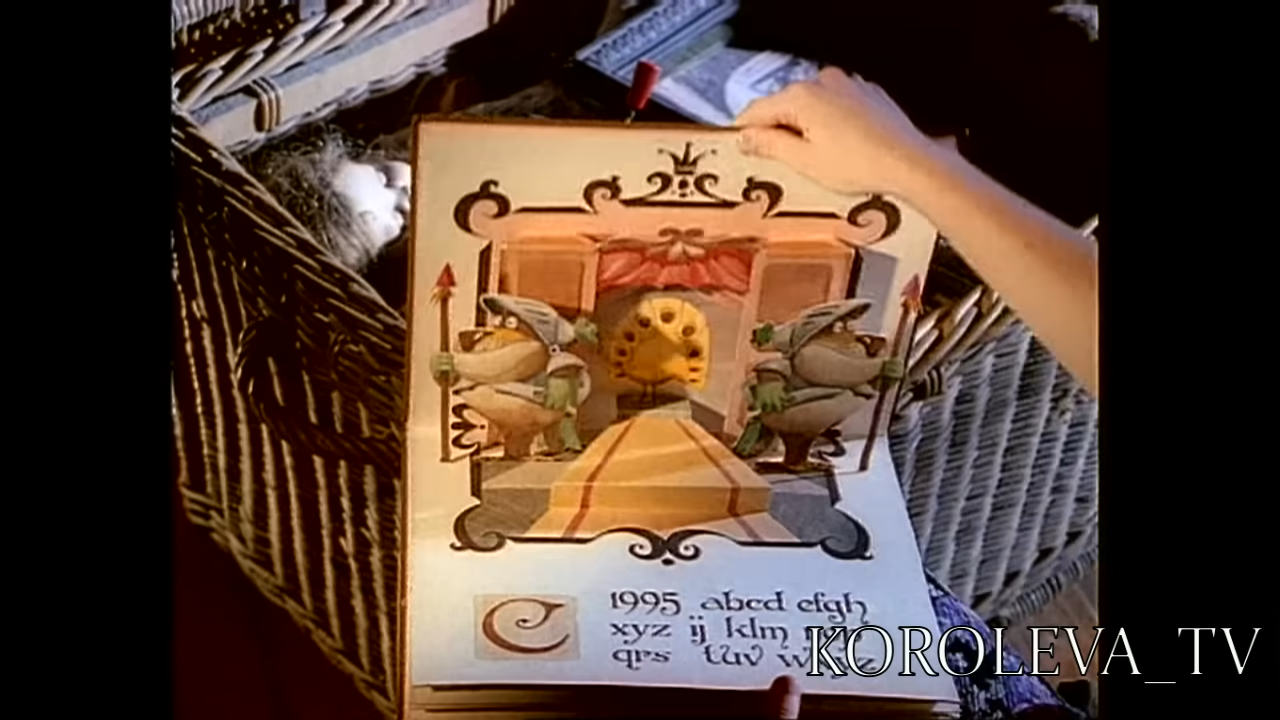 C
1995 abcd efgh
xyz ij klm
qrs tuv w
KOROLEVA_TV